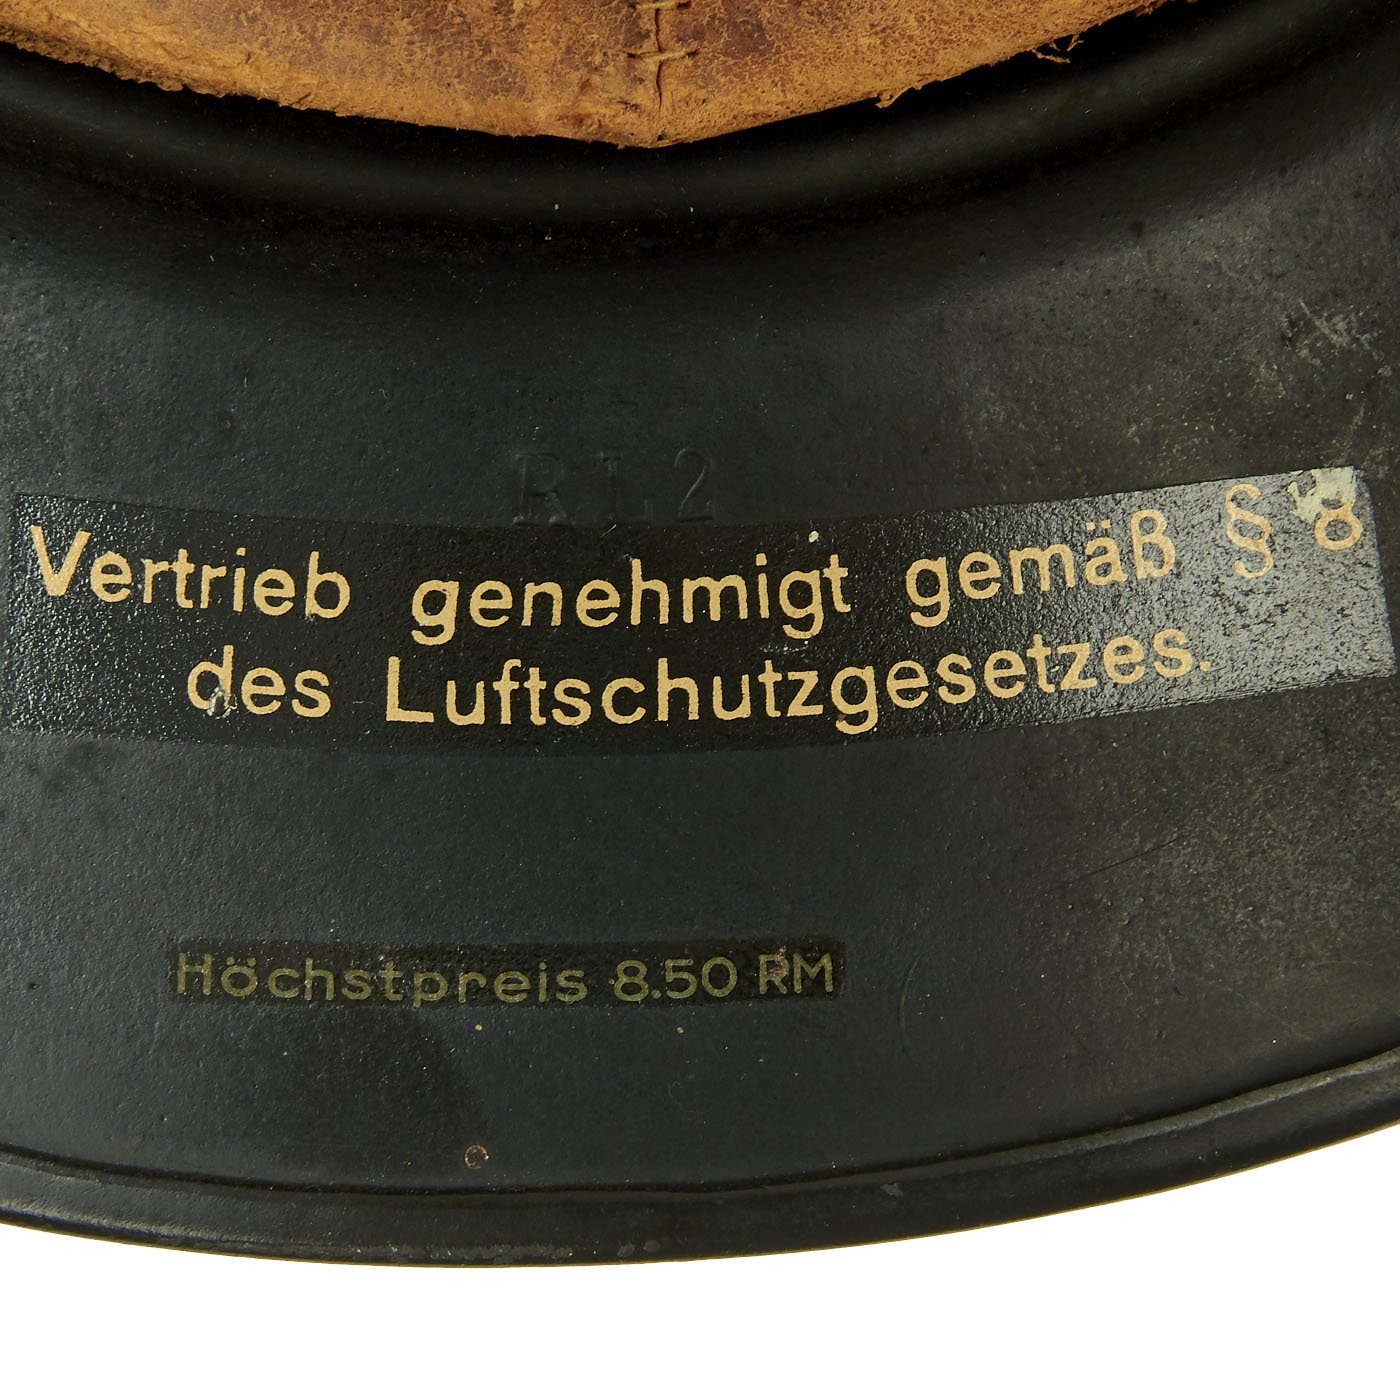 RL2
Vertrieb genehmigt gemäß § 8
des Luftschutzgesetzes.
Höchstpreis 8.50 RM